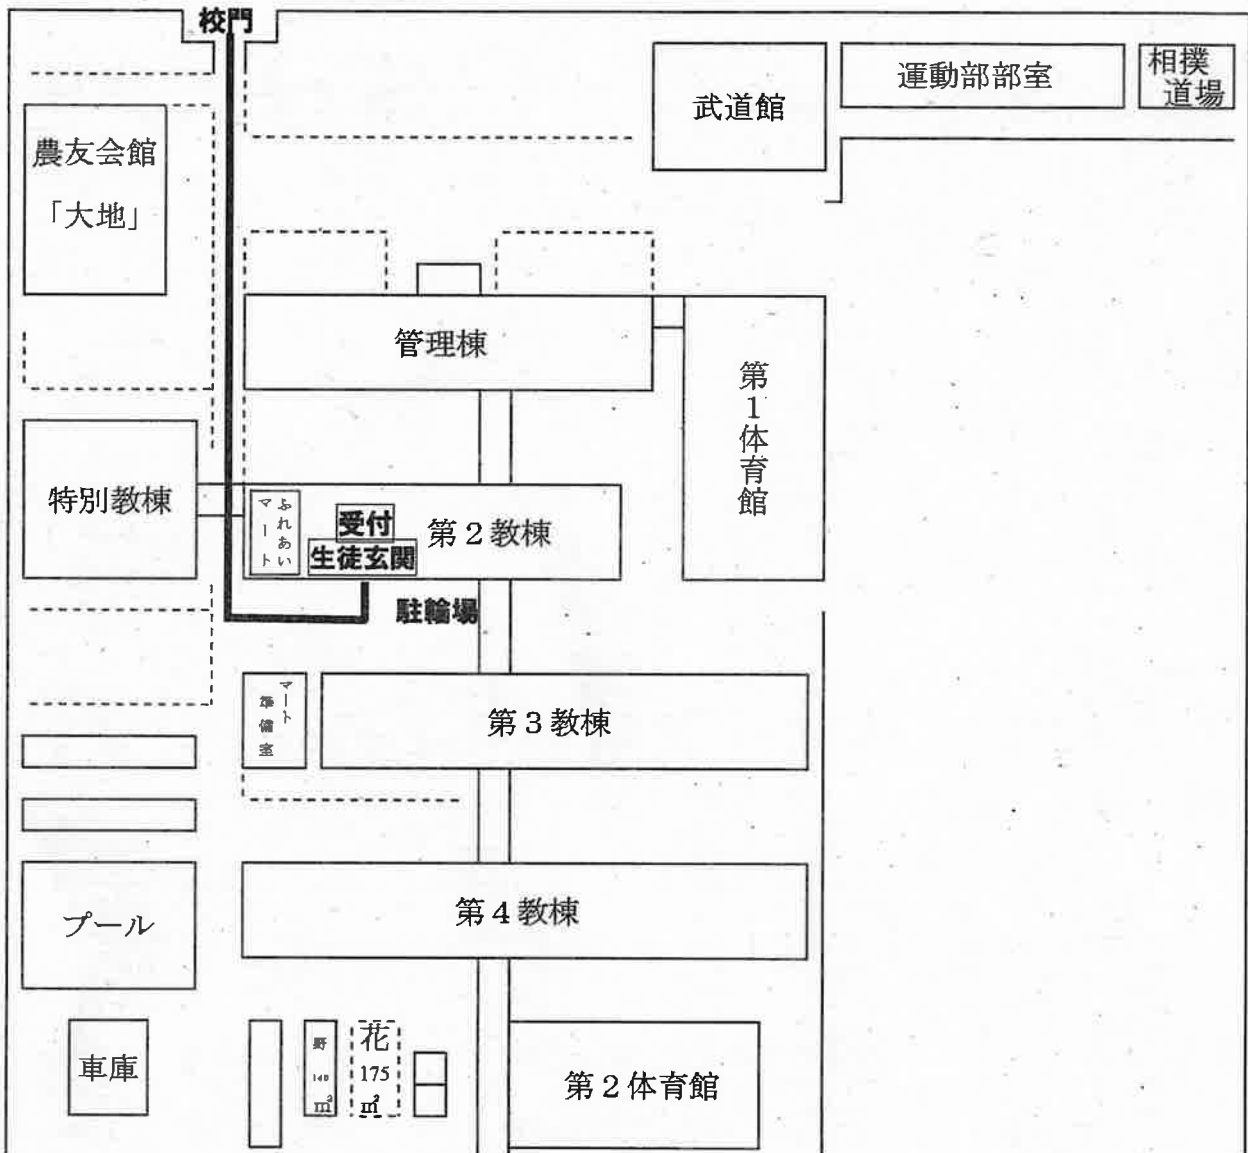 校門
武道館
運動部部室
相撲
道場
農友会館
「大地」
管理棟
第1体育館
特別教棟
ふれあい
マート
受付
生徒玄関
第2教棟
駐輪場
マート
準備室
第3教棟
第4教棟
プール
車庫
野
140
㎡
花
175
㎡
第2体育館